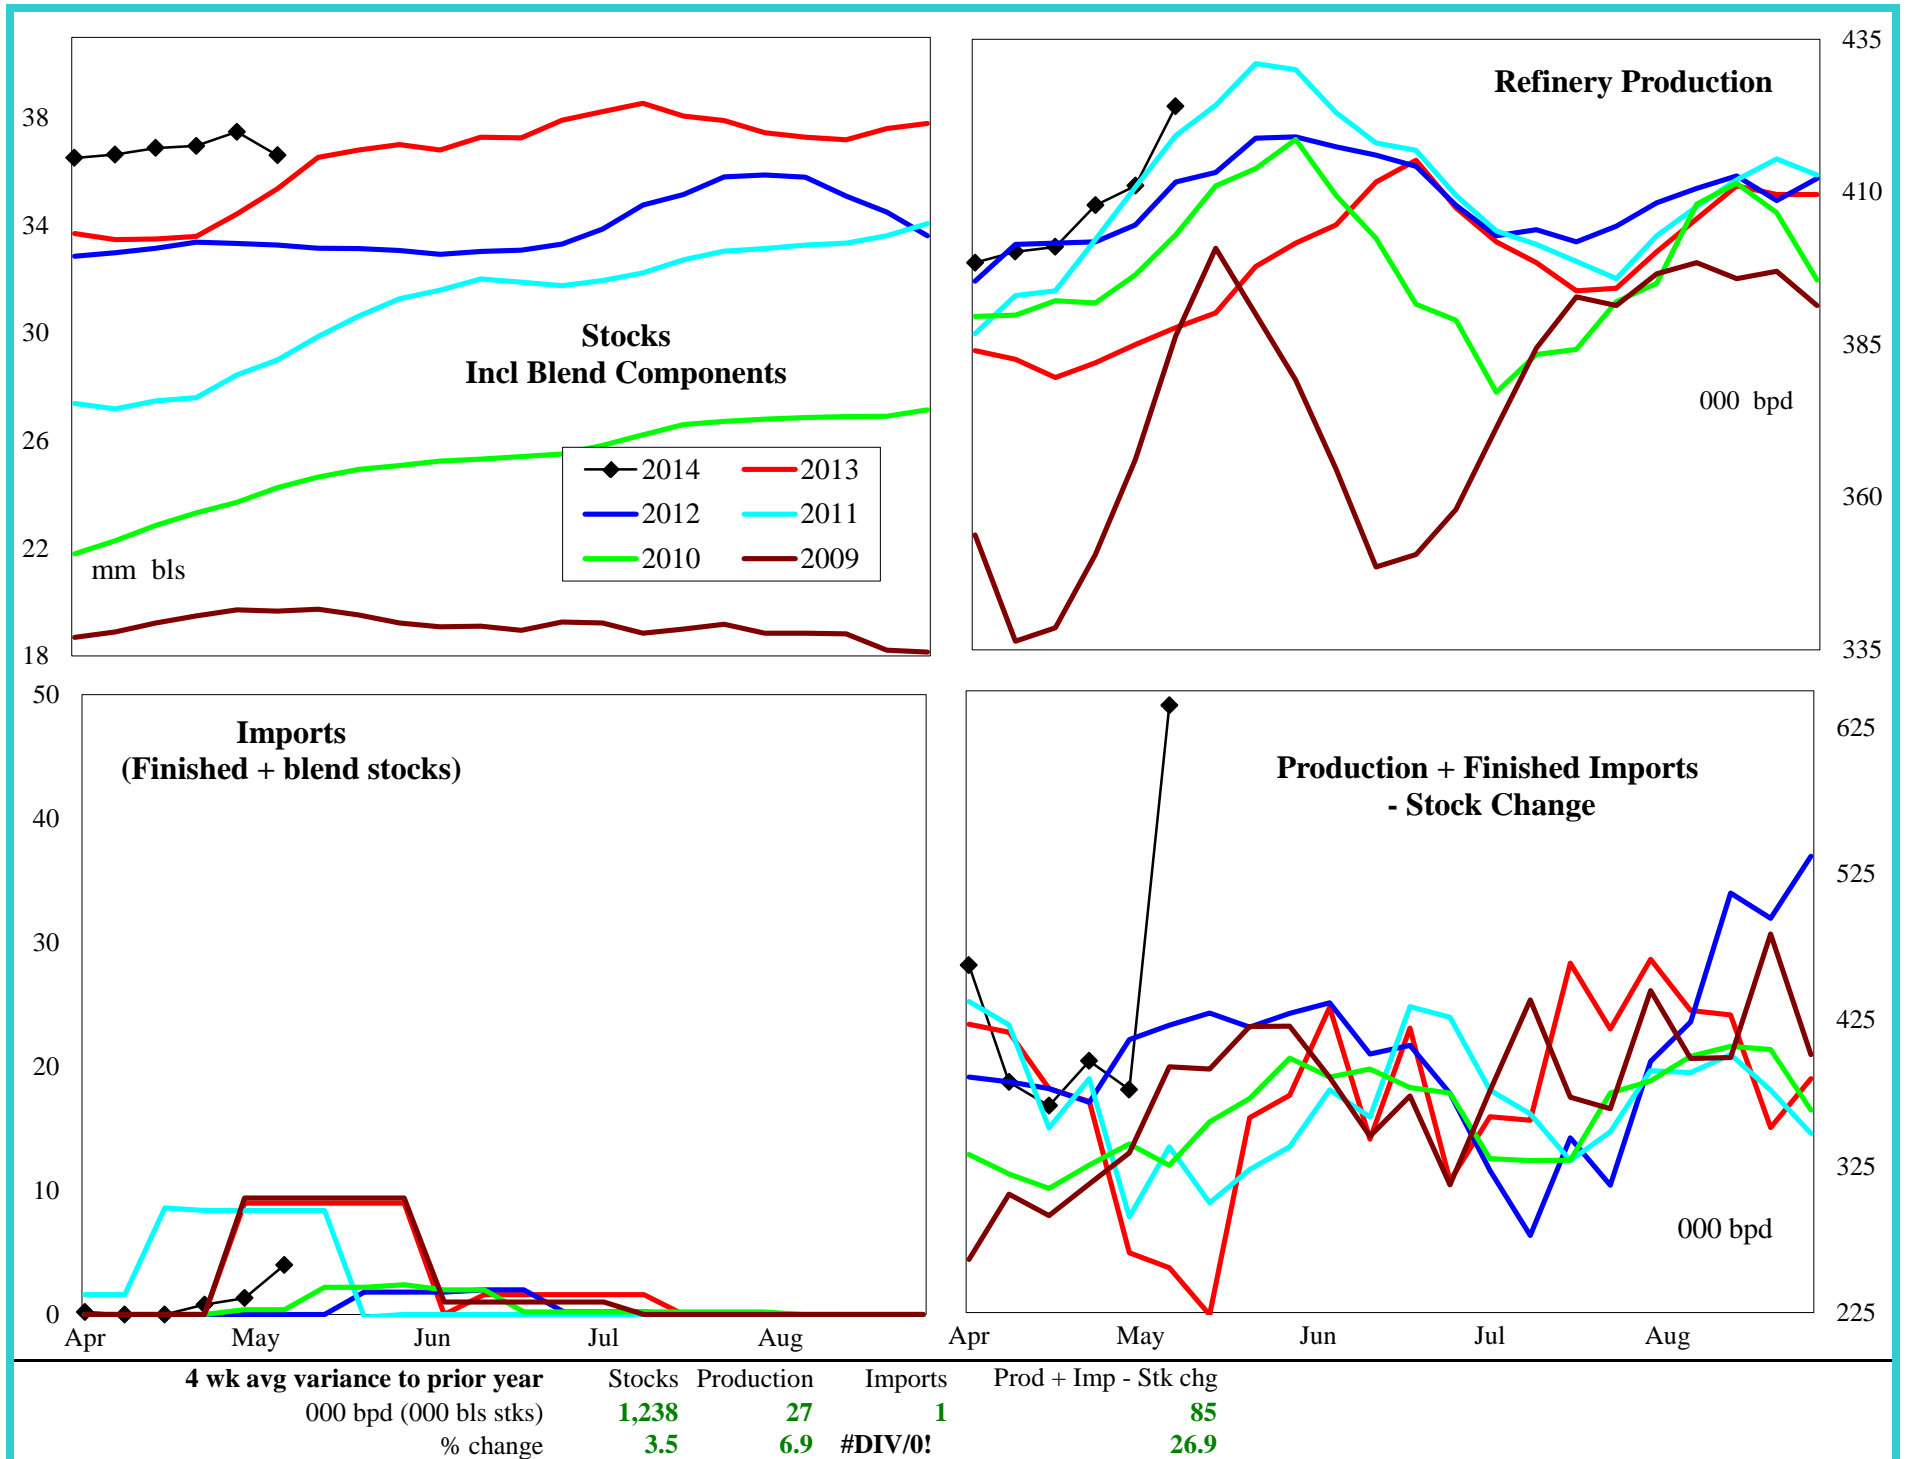 38
34
30
26
22
18
Stocks
Incl Blend Components
mm bls
2014
2013
2012
2011
2010
2009
Refinery Production
000 bpd
435
410
385
360
335
50
40
30
20
10
0
Imports
(Finished + blend stocks)
Apr May Jun Jul Aug
Production + Finished Imports
- Stock Change
000 bpd
625
525
425
325
225
Apr May Jun Jul Aug
4 wk avg variance to prior year Stocks Production Imports Prod + Imp - Stk chg
000 bpd (000 bls stks) 1,238 27 1 85
% change 3.5 6.9 #DIV/0! 26.9